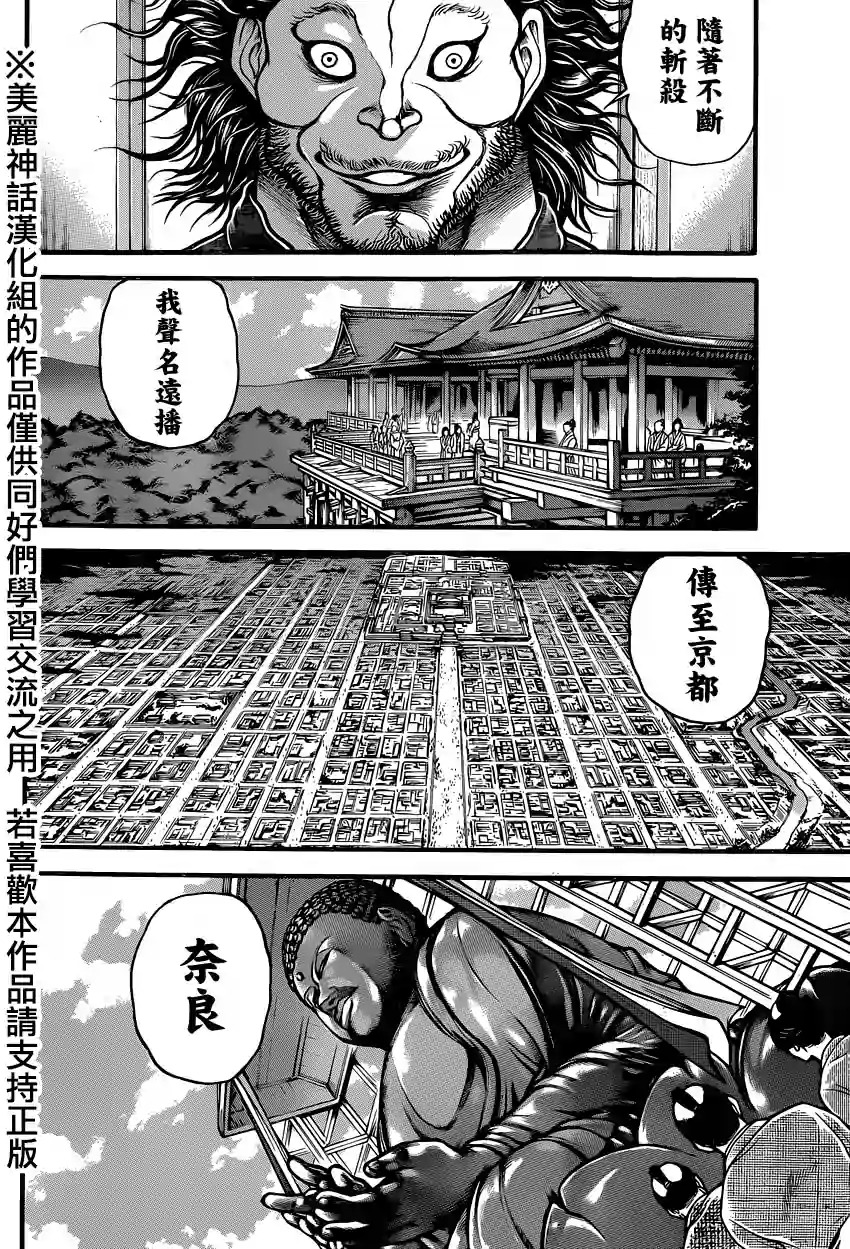 隨著不斷
的斬殺
我聲名遠播
傳至京都
奈良
※美麗神話漢化組的作品僅供同好們學習交流之用
若喜歡本作品請支持正版